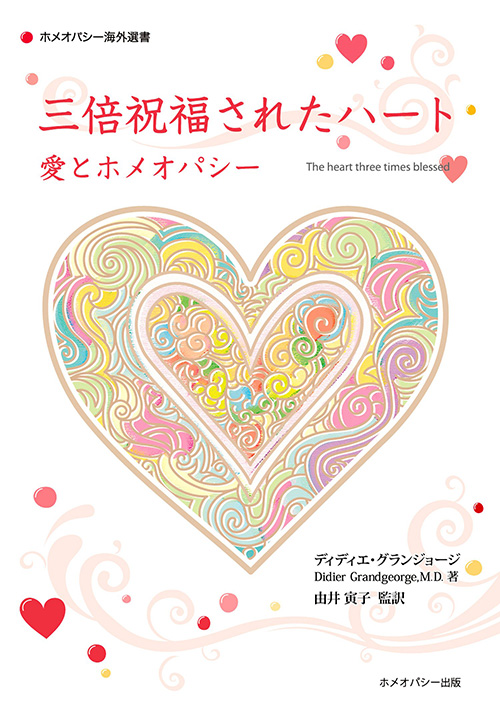 ホメオパシー海外選書
三倍祝福されたハート
愛とホメオパシー
The heart three times blessed
ディディエ・グランジョージ
Didier Grandgeorge, M.D. 著
由井 寅子 監訳
ホメオパシー出版